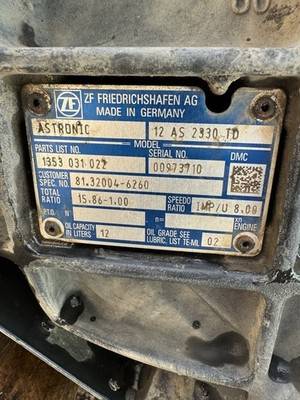 ZF
ZF FRIEDRICHSHAFEN AG
MADE IN GERMANY
ASTRONIC 12 AS 2330 TD
MODEL
PARTS LIST NO. SERIAL NO. DMC
1353 031 022 00973710
CUSTOMER
SPEC. NO. 81.32004-6260
TOTAL
RATIO 15.86-1.00 SPEEDO
RATIO IMP/U 8.00
P.T.O. N n= x n ENGINE
OIL CAPACITY
IN LITERS 12 OIL GRADE SEE
LUBRIC. LIST TE-ML 02